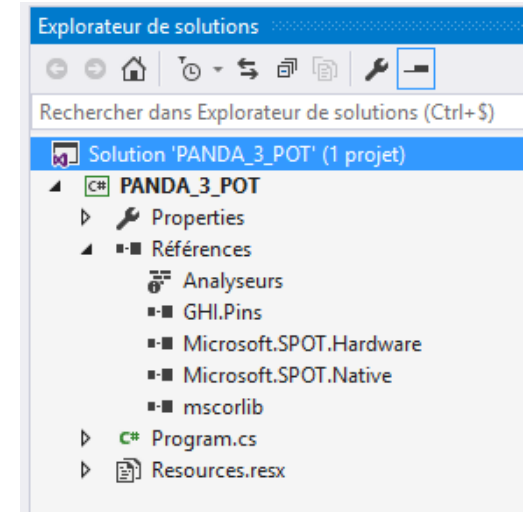 Explorateur de solutions
Rechercher dans Explorateur de solutions (Ctrl+$)
Solution 'PANDA_3_POT' (1 projet)
C# PANDA_3_POT
Properties
Références
Analyseurs
GHI.Pins
Microsoft.SPOT.Hardware
Microsoft.SPOT.Native
mscorlib
C# Program.cs
Resources.resx